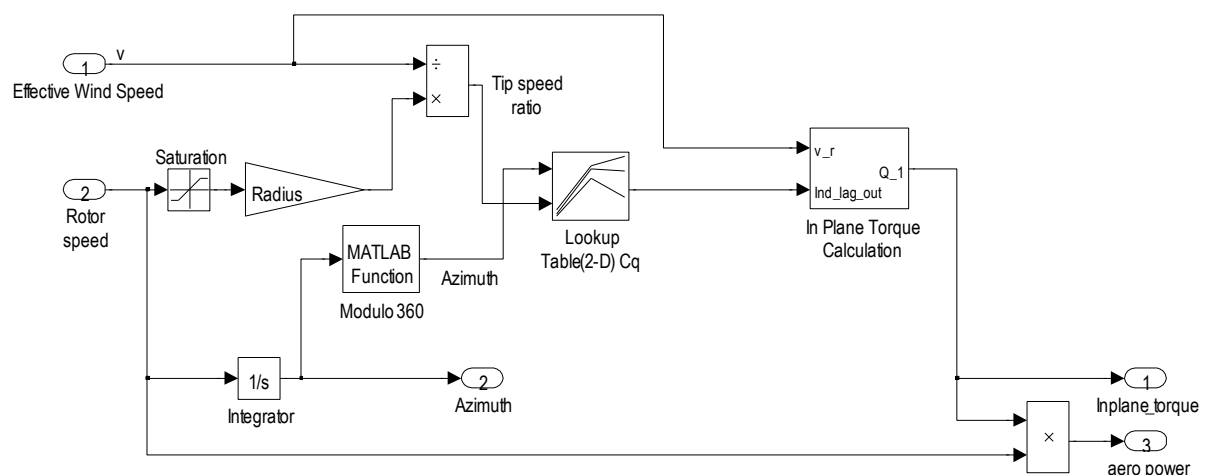 v
1
Effective Wind Speed
÷
×
Tip speed
ratio
Saturation
2
Rotor
speed
Radius
v_r
Q_1
Ind_lag_out
In Plane Torque
Calculation
Lookup
Table(2-D) Cq
MATLAB
Function
Modulo 360
Azimuth
1/s
Integrator
2
Azimuth
1
Inplane_torque
×
3
aero power